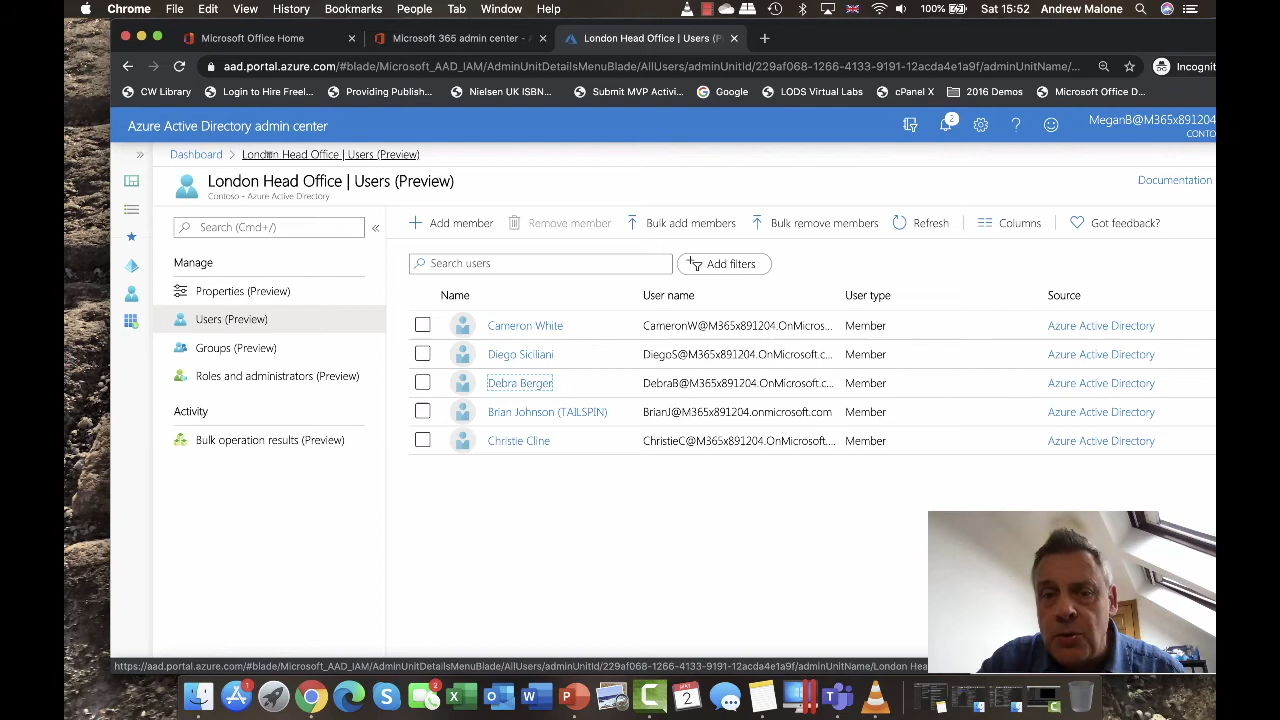 Chrome File Edit View History Bookmarks People Tab Window Help 100% Sat 15:52 Andrew Malone
Microsoft Office Home
Microsoft 365 admin center -
London Head Office | Users (P
aad.portal.azure.com/#blade/Microsoft_AAD_IAM/AdminUnitDetailsMenuBlade/AllUsers/adminUnitId/229af068-1266-4133-9191-12acda4e1a9f/adminUnitName/... Incognit
CW Library Login to Hire Freel... Providing Publish... Nielsen UK ISBN... Submit MVP Activi... Google LODS Virtual Labs cPanel X 2016 Demos Microsoft Office D...
Azure Active Directory admin center 2 MeganB@M365x891204
CONTO
Dashboard > London Head Office | Users (Preview)
London Head Office | Users (Preview) Documentation
Contoso - Azure Active Directory
Search (Cmd+/)
Add member Remove member Bulk add members Bulk remove members Refresh Columns Got feedback?
Manage
Properties (Preview)
Users (Preview)
Groups (Preview)
Roles and administrators (Preview)
Activity
Bulk operation results (Preview)
Search users Add filters
Name User name User type Source
Cameron White CameronW@M365x891204.OnMicros... Member Azure Active Directory
Diego Siciliani DiegoS@M365x891204.OnMicrosoft.c... Member Azure Active Directory
Debra Berger DebraB@M365x891204.OnMicrosoft.c... Member Azure Active Directory
Brian Johnson (TAILSPIN) BrianJ@M365x891204.onmicrosoft.com Member Azure Active Directory
Christie Cline ChristieC@M365x891204.OnMicrosoft.... Member Azure Active Directory
https://aad.portal.azure.com/#blade/Microsoft_AAD_IAM/AdminUnitDetailsMenuBlade/AllUsers/adminUnitId/229af068-1266-4133-9191-12acda4e1a9f/adminUnitName/London Hea